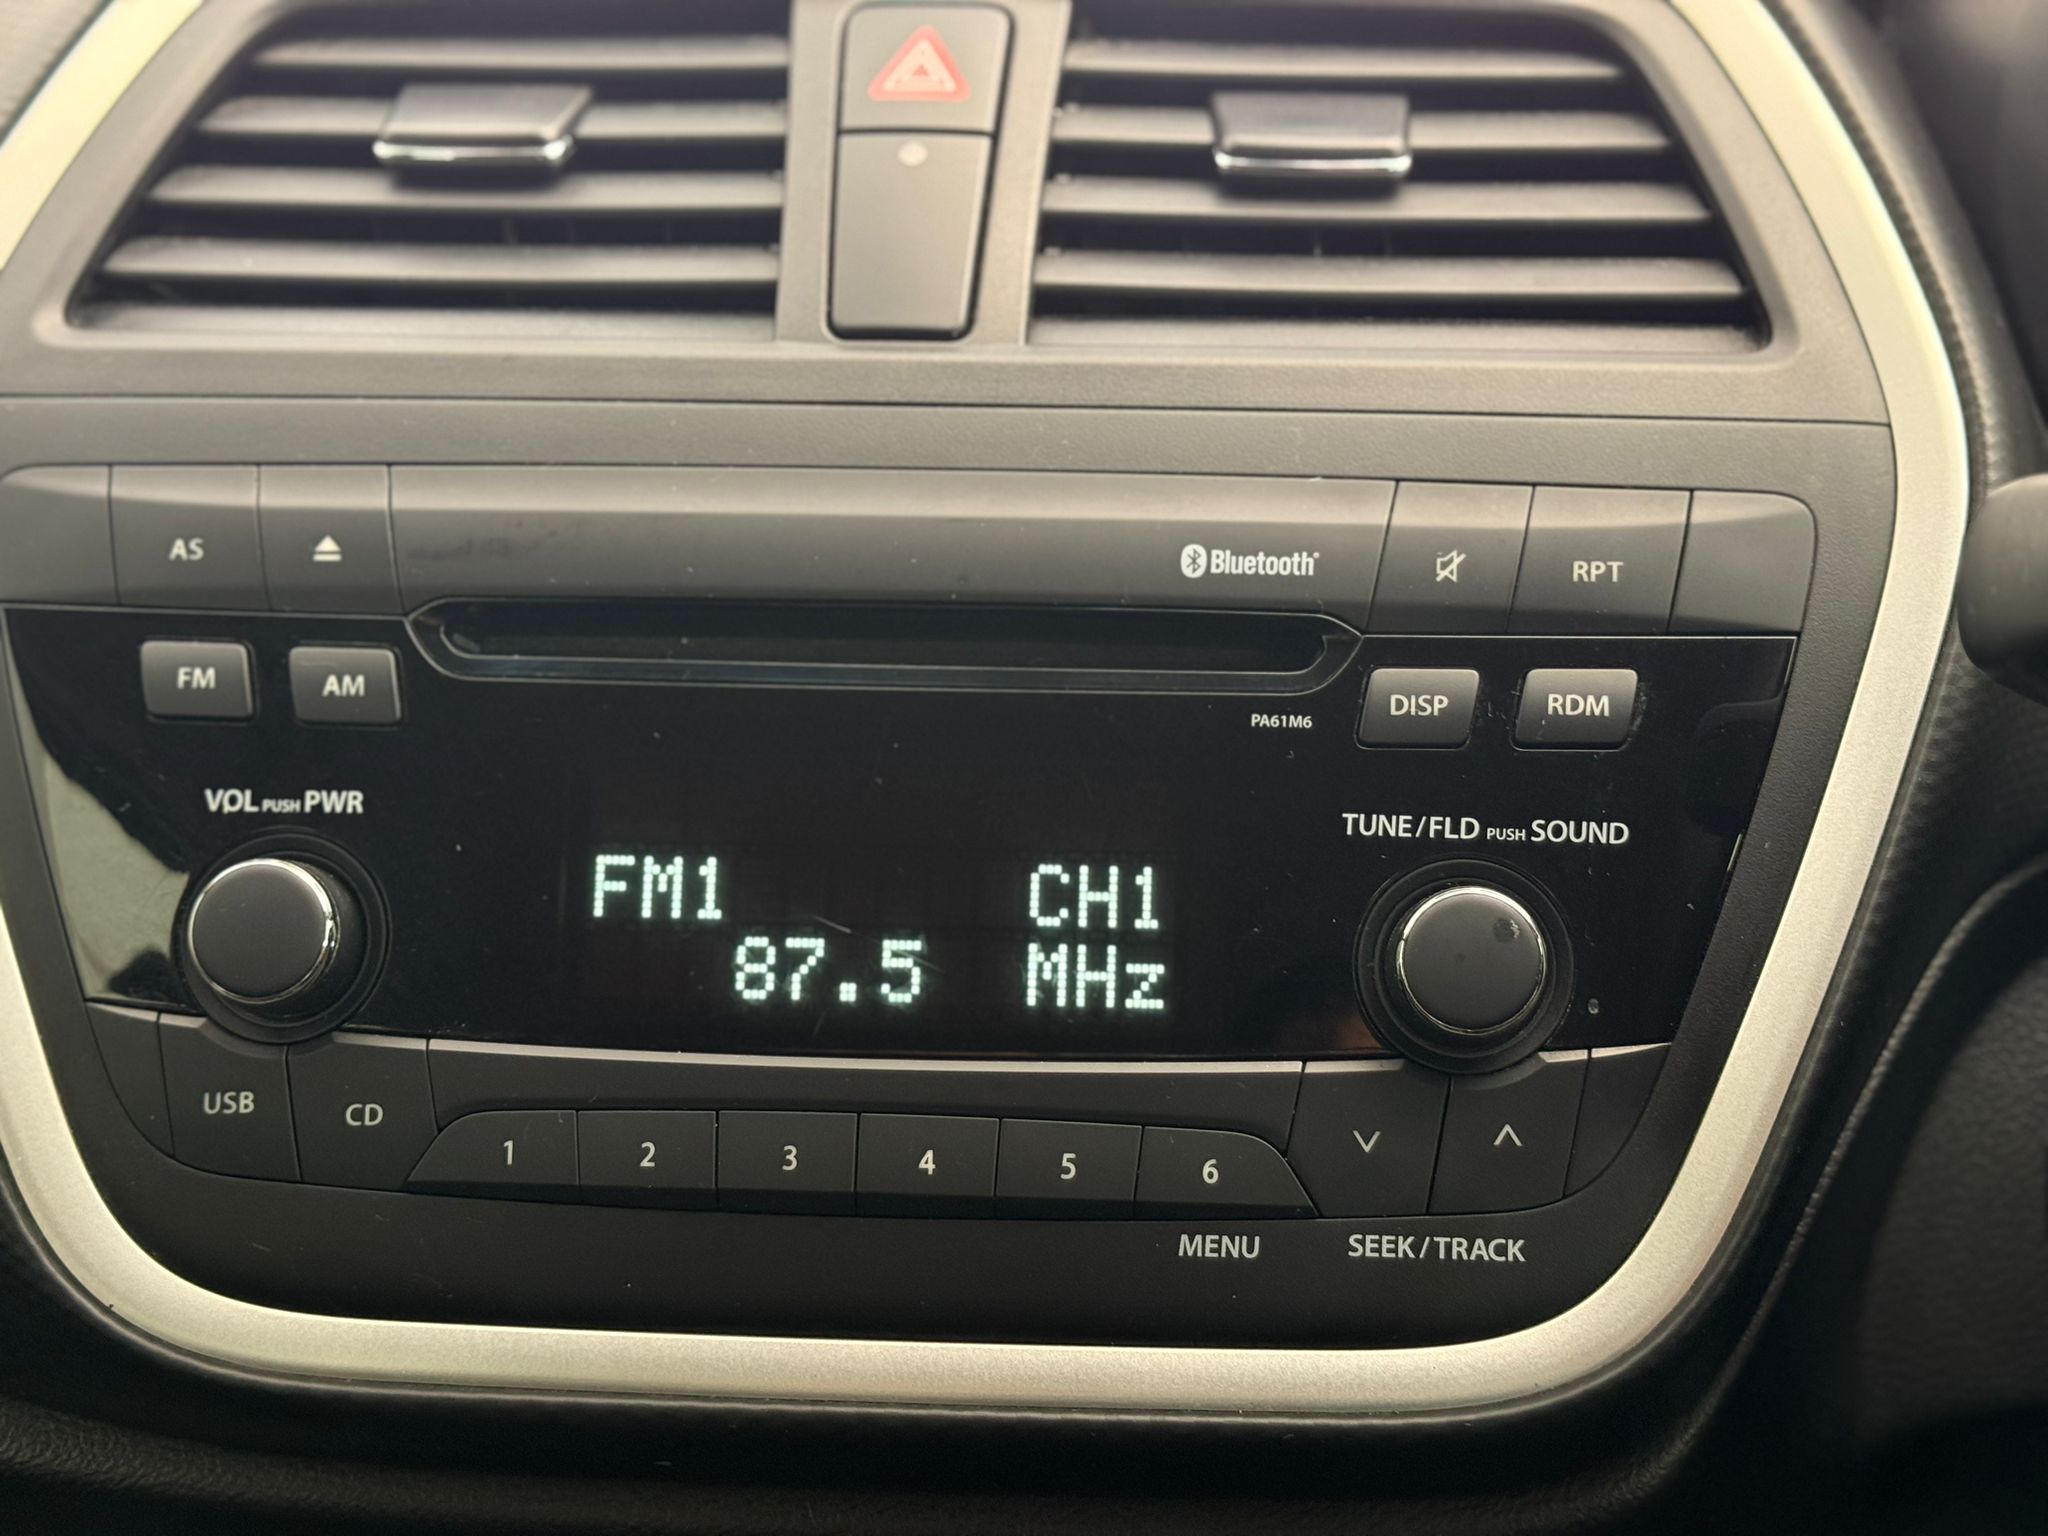 AS
Bluetooth
RPT
FM AM
DISP RDM
PA61M6
VOL PUSH PWR
TUNE/FLD PUSH SOUND
FM1 CH1
87.5 MHz
USB CD
1 2 3 4 5 6
MENU SEEK/TRACK